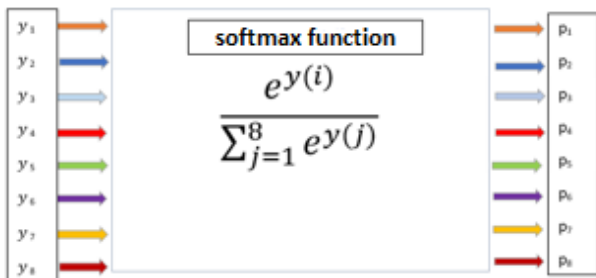 y₁
y₂
y₃
y₄
y₅
y₆
y₇
y₈
softmax function
e^{y(i)}
∑_{j=1}^{8} e^{y(j)}
p₁
p₂
p₃
p₄
p₅
p₆
p₇
p₈